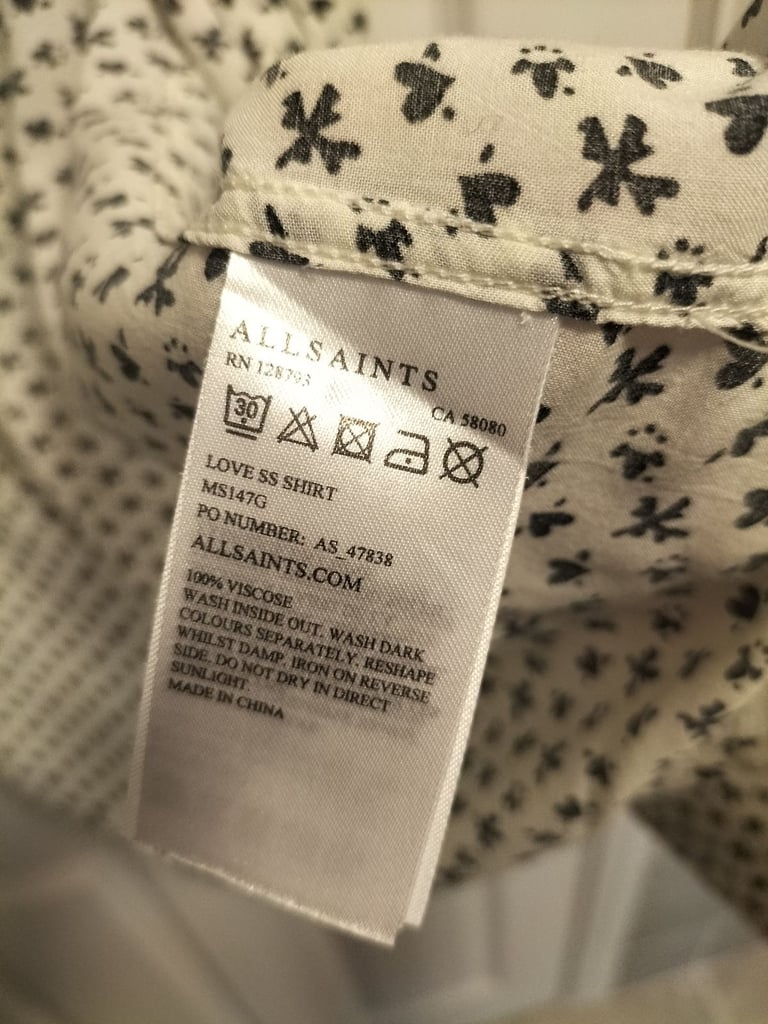 ALLSAINTS
RN 128793
CA 58080
30
LOVE SS SHIRT
MS147G
PO NUMBER: AS_47838
ALLSAINTS.COM
100% VISCOSE
WASH INSIDE OUT. WASH DARK
COLOURS SEPARATELY. RESHAPE
WHILST DAMP. IRON ON REVERSE
SIDE. DO NOT DRY IN DIRECT
SUNLIGHT.
MADE IN CHINA